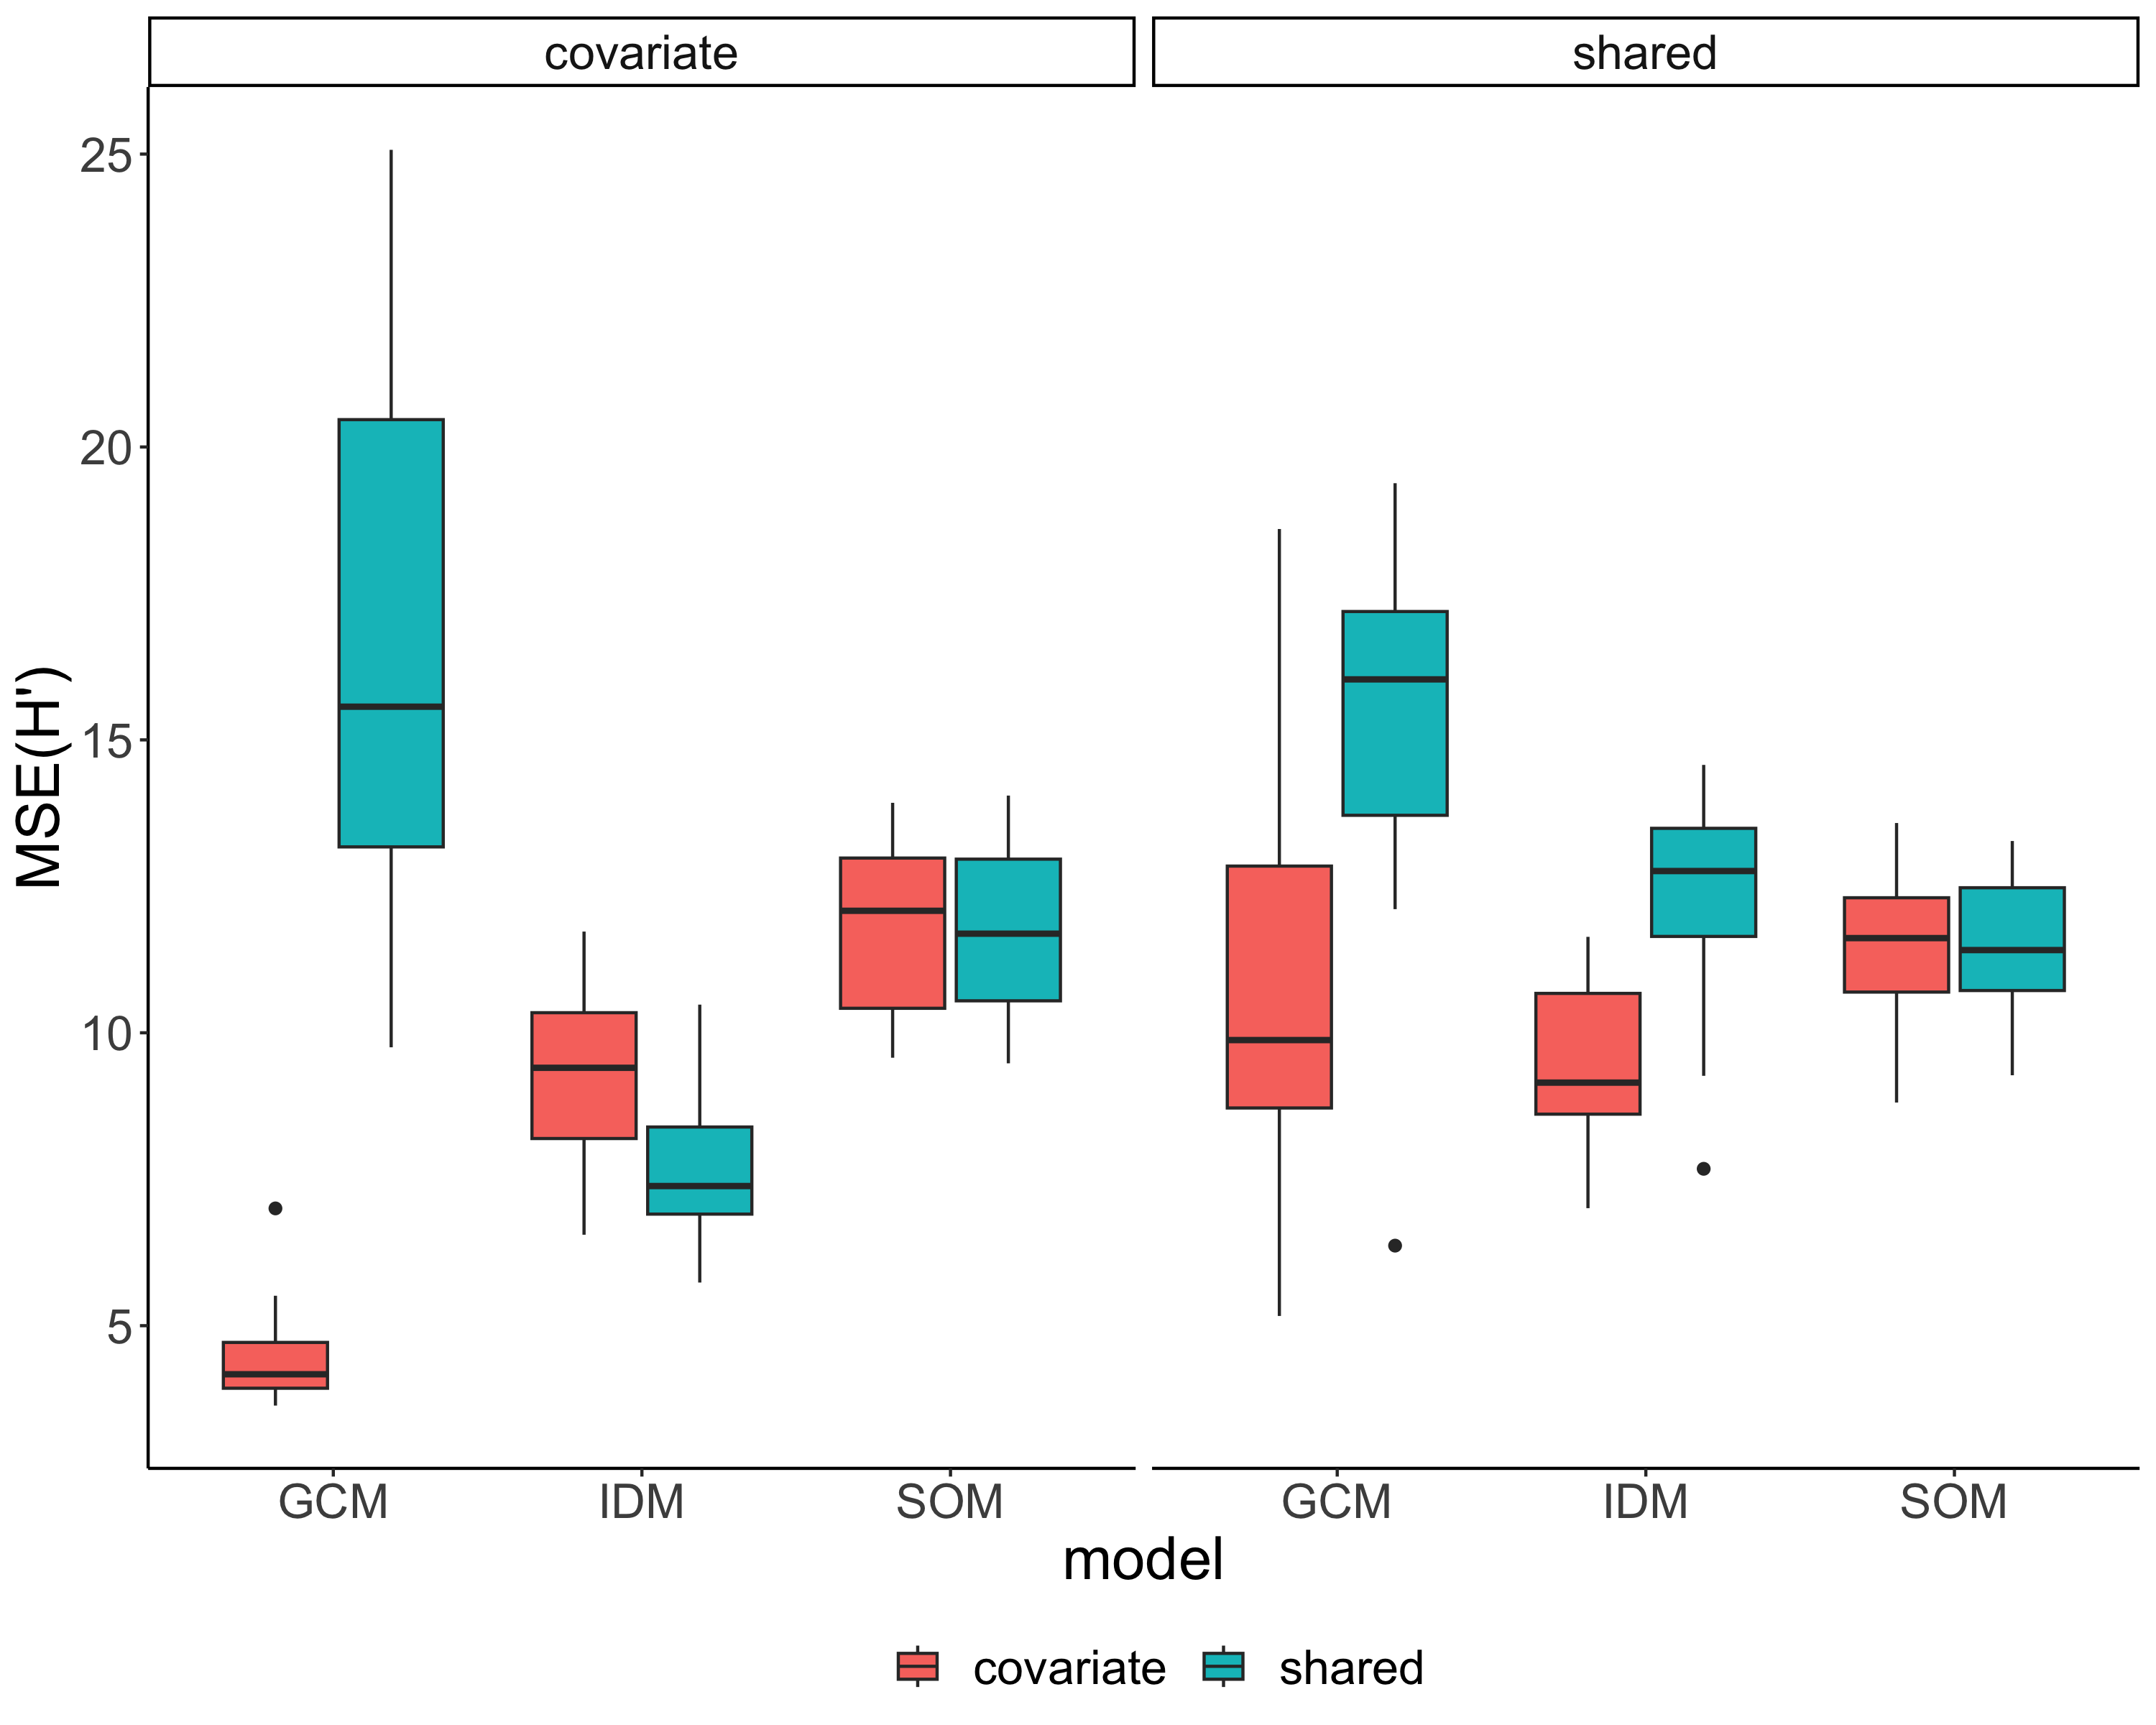 covariate shared
25
20
15
10
5
MSE(H')
GCM IDM SOM GCM IDM SOM
model
covariate shared